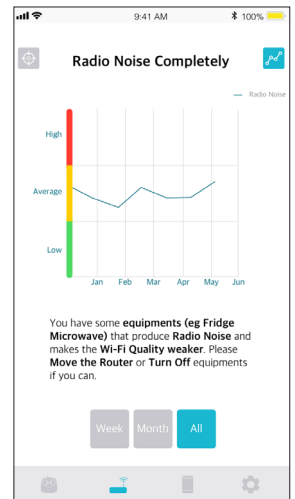 9:41 AM 100%
Radio Noise Completely
Radio Noise
High
Average
Low
Jan Feb Mar Apr May Jun
You have some equipments (eg Fridge
Microwave) that produce Radio Noise and
makes the Wi-Fi Quality weaker. Please
Move the Router or Turn Off equipments
if you can.
Week Month All